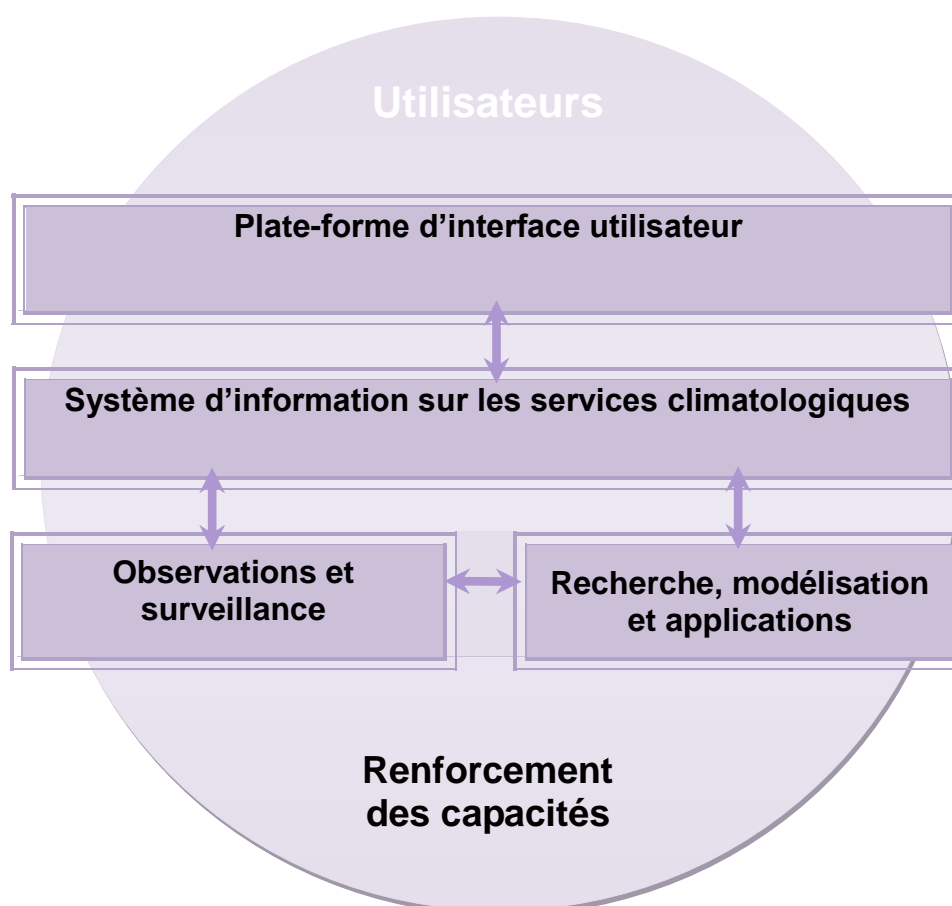 Utilisateurs
Plate-forme d’interface utilisateur
Système d’information sur les services climatologiques
Observations et
surveillance
Recherche, modélisation
et applications
Renforcement
des capacités